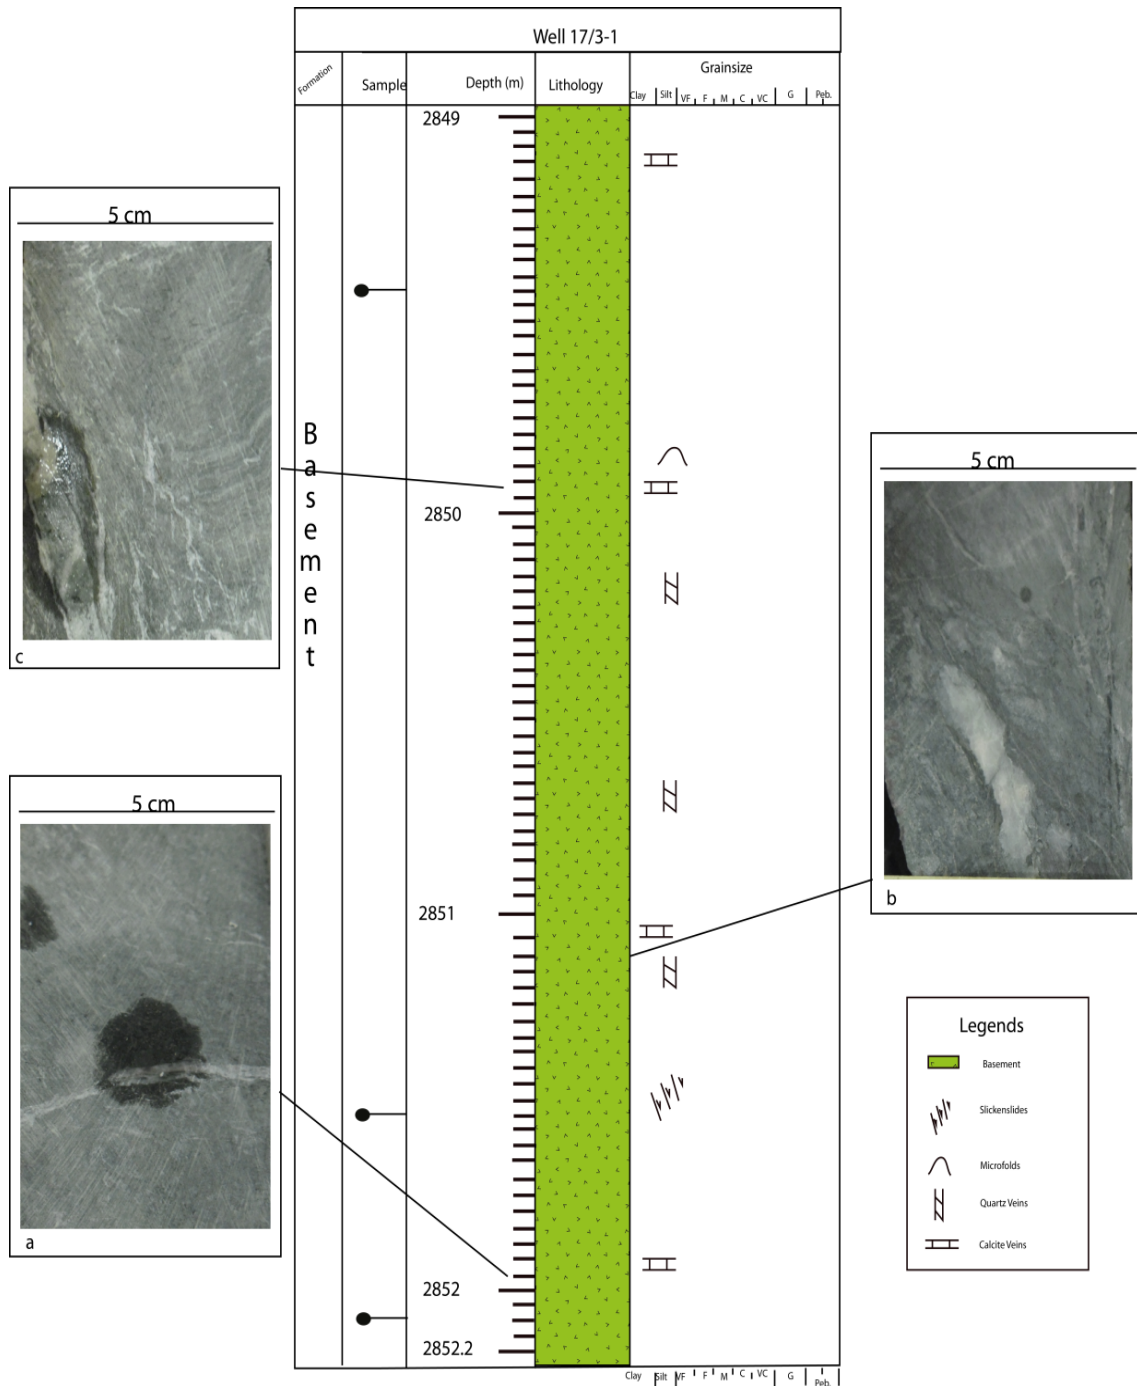 Well 17/3-1
Formation
Sample
Depth (m)
Lithology
Grainsize
Clay Silt VF F M C VC G Peb.
2849
5 cm
c
Basement
2850
5 cm
b
5 cm
a
2851
2852
2852.2
Legends
Basement
Slickenslides
Microfolds
Quartz Veins
Calcite Veins
Clay Silt VF F M C VC G Peb.